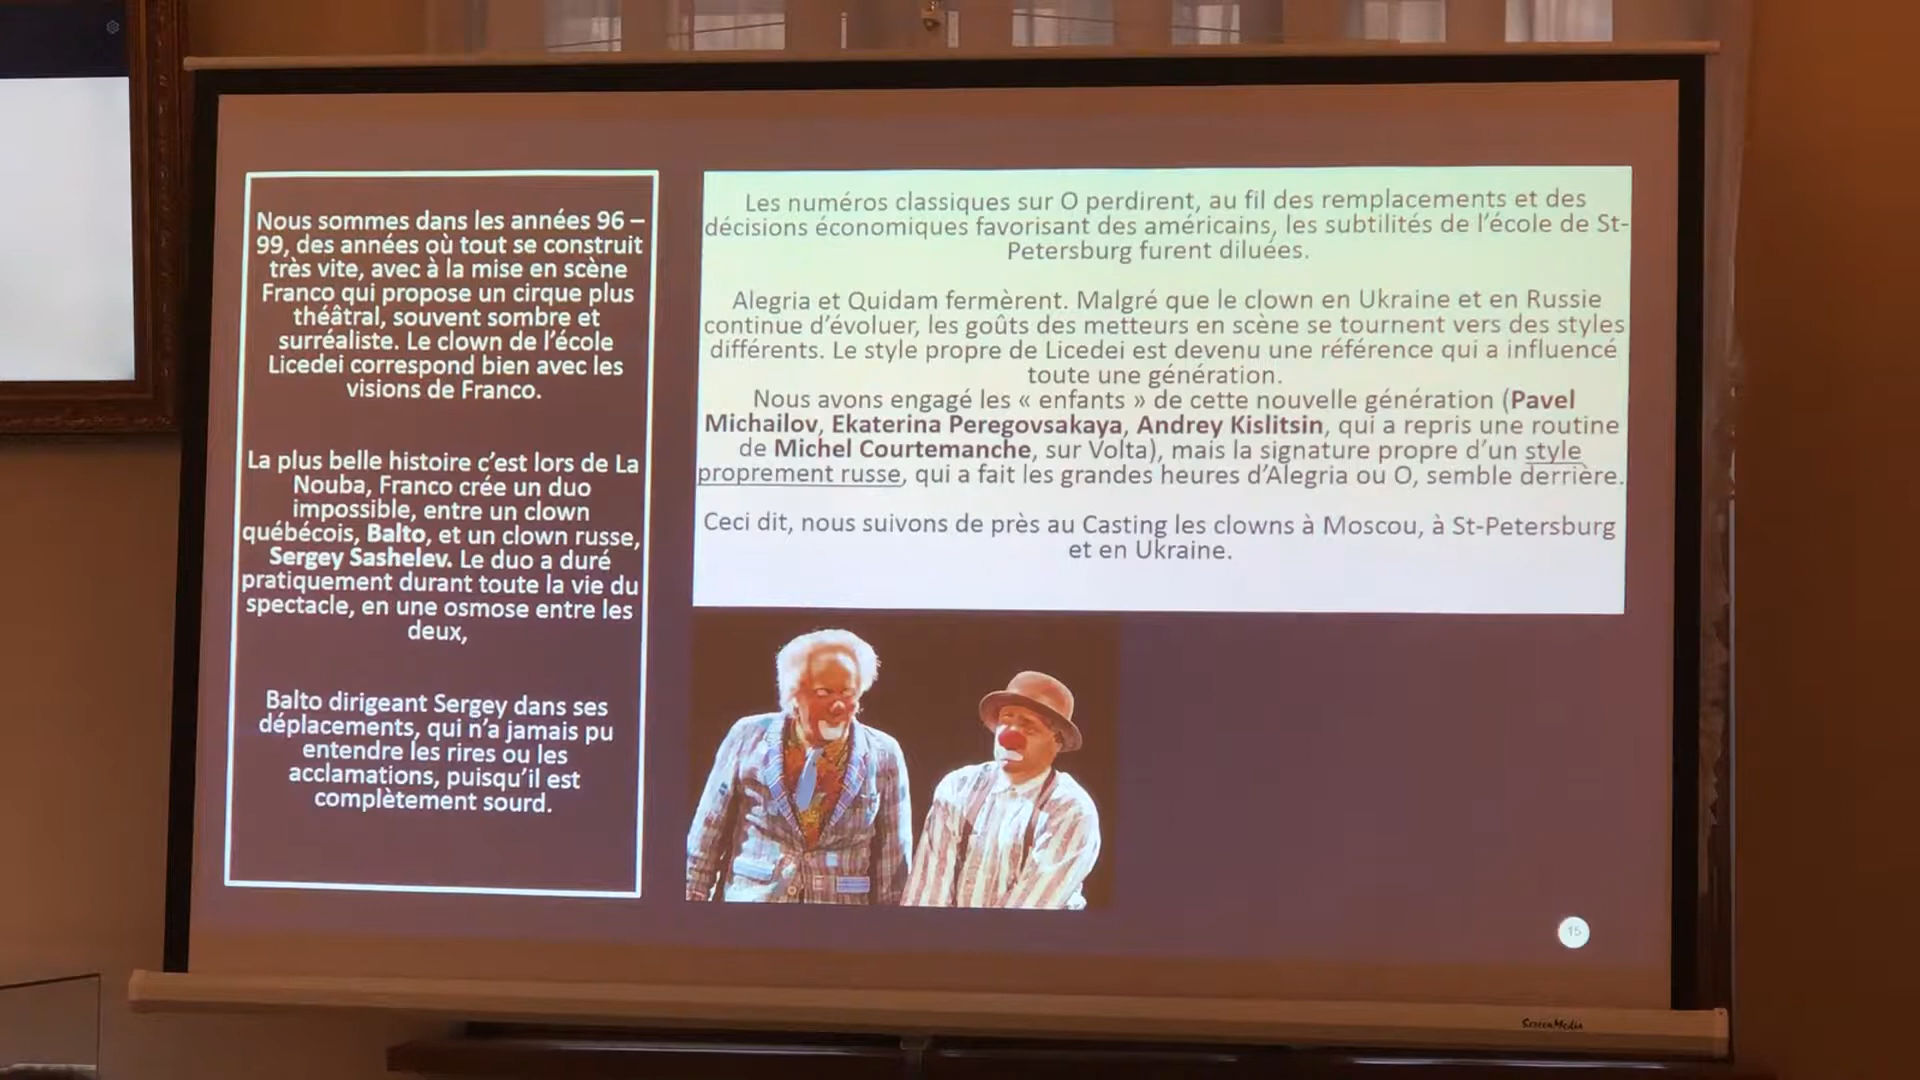 Nous sommes dans les années 96 –
99, des années où tout se construit
très vite, avec à la mise en scène
Franco qui propose un cirque plus
théâtral, souvent sombre et
surréaliste. Le clown de l'école
Licedei correspond bien avec les
visions de Franco.
La plus belle histoire c'est lors de La
Nouba, Franco crée un duo
impossible, entre un clown
québécois, Balto, et un clown russe,
Sergey Sashelev. Le duo a duré
pratiquement durant toute la vie du
spectacle, en une osmose entre les
deux,
Balto dirigeant Sergey dans ses
déplacements, qui n'a jamais pu
entendre les rires ou les
acclamations, puisqu'il est
complètement sourd.
Les numéros classiques sur O perdirent, au fil des remplacements et des
décisions économiques favorisant des américains, les subtilités de l'école de St-
Petersburg furent diluées.
Alegria et Quidam fermèrent. Malgré que le clown en Ukraine et en Russie
continue d'évoluer, les goûts des metteurs en scène se tournent vers des styles
différents. Le style propre de Licedei est devenu une référence qui a influencé
toute une génération.
Nous avons engagé les « enfants » de cette nouvelle génération (Pavel
Michailov, Ekaterina Peregovsakaya, Andrey Kislitsin, qui a repris une routine
de Michel Courtemanche, sur Volta), mais la signature propre d'un style
proprement russe, qui a fait les grandes heures d'Alegria ou O, semble derrière.
Ceci dit, nous suivons de près au Casting les clowns à Moscou, à St-Petersburg
et en Ukraine.
15
ScreenMedia